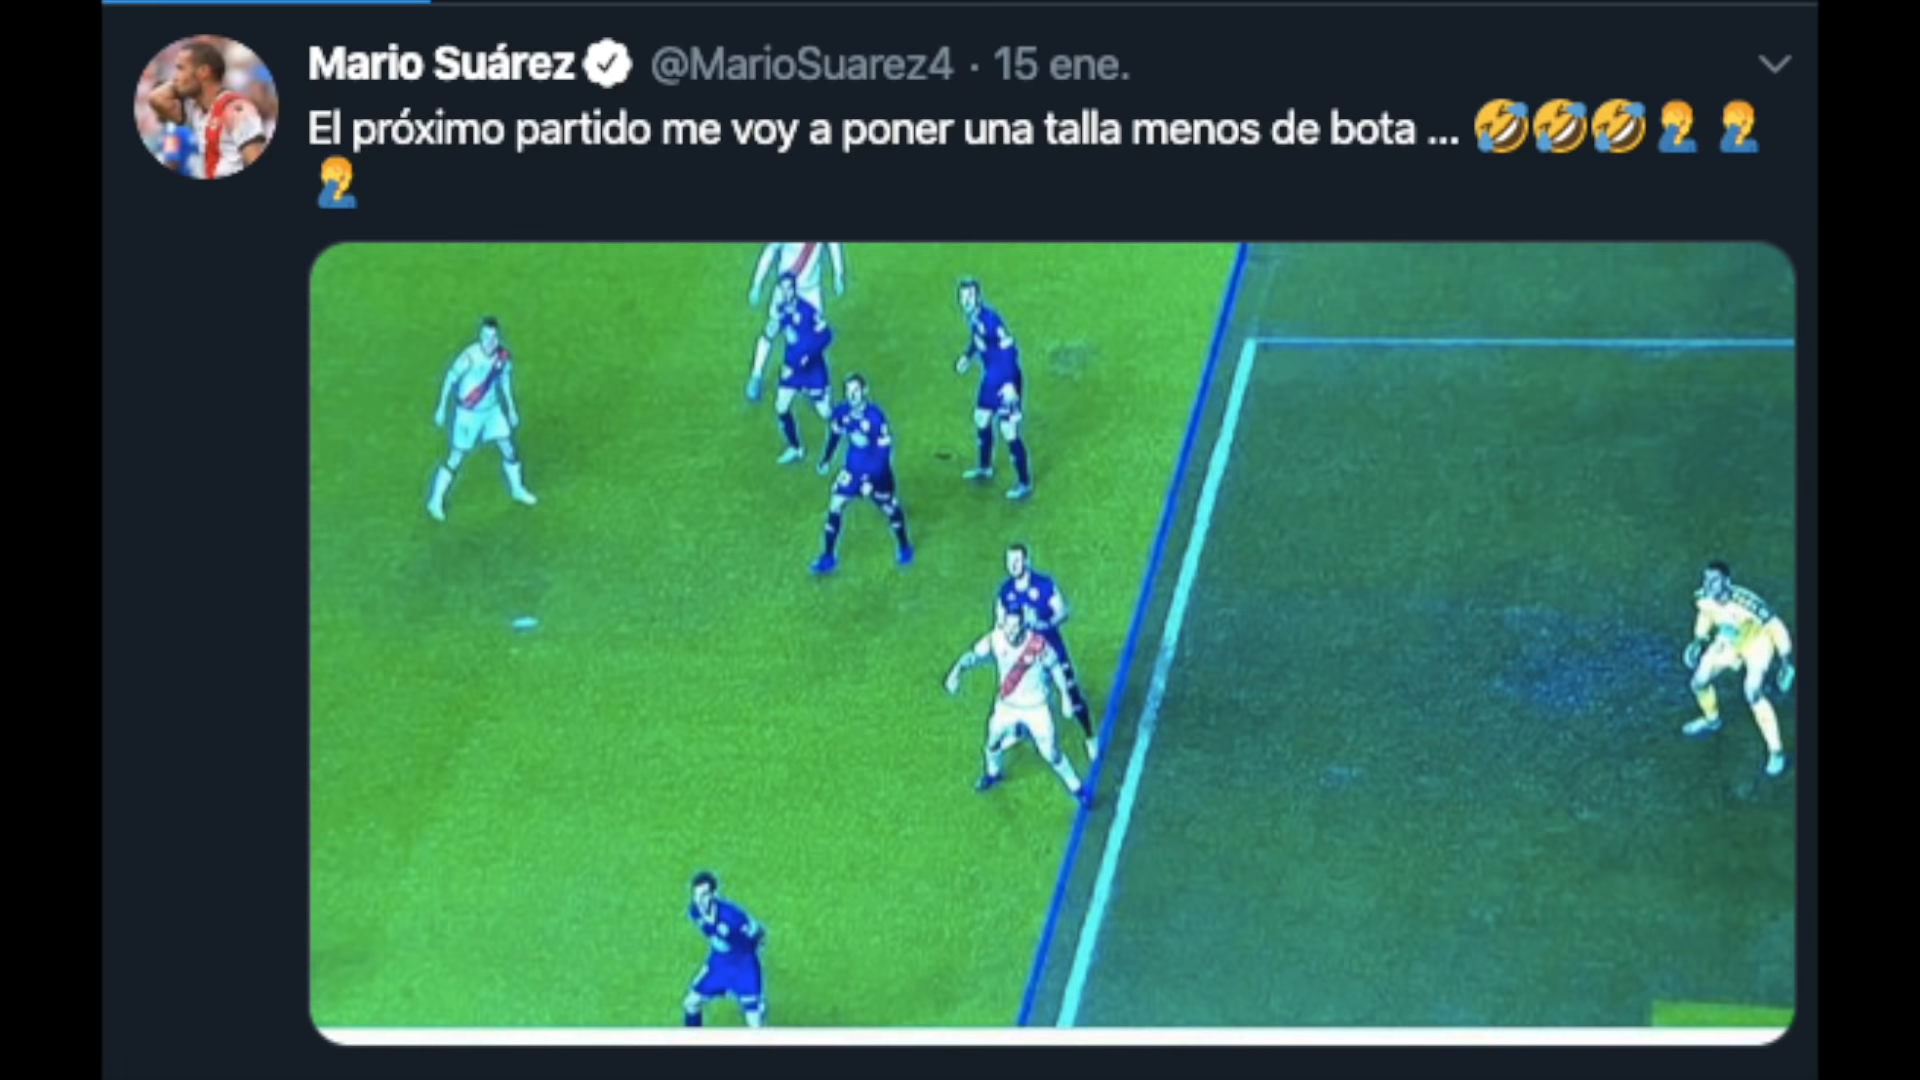 Mario Suárez @MarioSuarez4 · 15 ene.
El próximo partido me voy a poner una talla menos de bota ... 🤣🤣🤣🤦‍♂️🤦‍♂️
🤦‍♂️